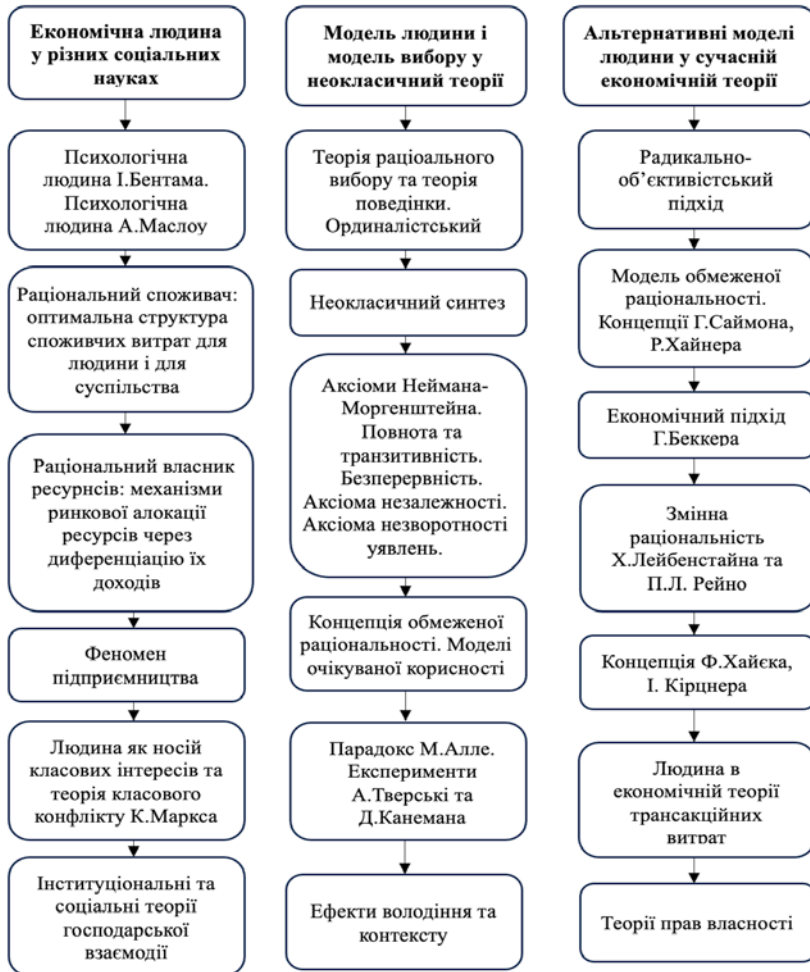 Економічна людина
у різних соціальних
науках
Психологічна
людина І.Бентама.
Психологічна
людина А.Маслоу
Раціональний споживач:
оптимальна структура
споживчих витрат для
людини і для
суспільства
Раціональний власник
ресурнсів: механізми
ринкової алокації
ресурсів через
диференціацію їх
доходів
Феномен
підприємництва
Людина як носій
класових інтересів та
теорія класового
конфлікту К.Маркса
Інституціональні та
соціальні теорії
господарської
взаємодії
Модель людини і
модель вибору у
неокласичний теорії
Теорія раціоального
вибору та теорія
поведінки.
Ординалістський
Неокласичний синтез
Аксіоми Неймана-
Моргенштейна.
Повнота та
транзитивність.
Безперервність.
Аксіома незалежності.
Аксіома незворотності
уявлень.
Концепція обмеженої
раціональності. Моделі
очікуваної корисності
Парадокс М.Алле.
Експерименти
А.Тверські та
Д.Канемана
Ефекти володіння та
контексту
Альтернативні моделі
людини у сучасній
економічній теорії
Радикально-
об’єктивістський
підхід
Модель обмеженої
раціональності.
Концепції Г.Саймона,
Р.Хайнера
Економічний підхід
Г.Беккера
Змінна
раціональність
Х.Лейбенстайна та
П.Л. Рейно
Концепція Ф.Хайєка,
І. Кірцнера
Людина в
економічній теорії
трансакційних
витрат
Теорії прав власності